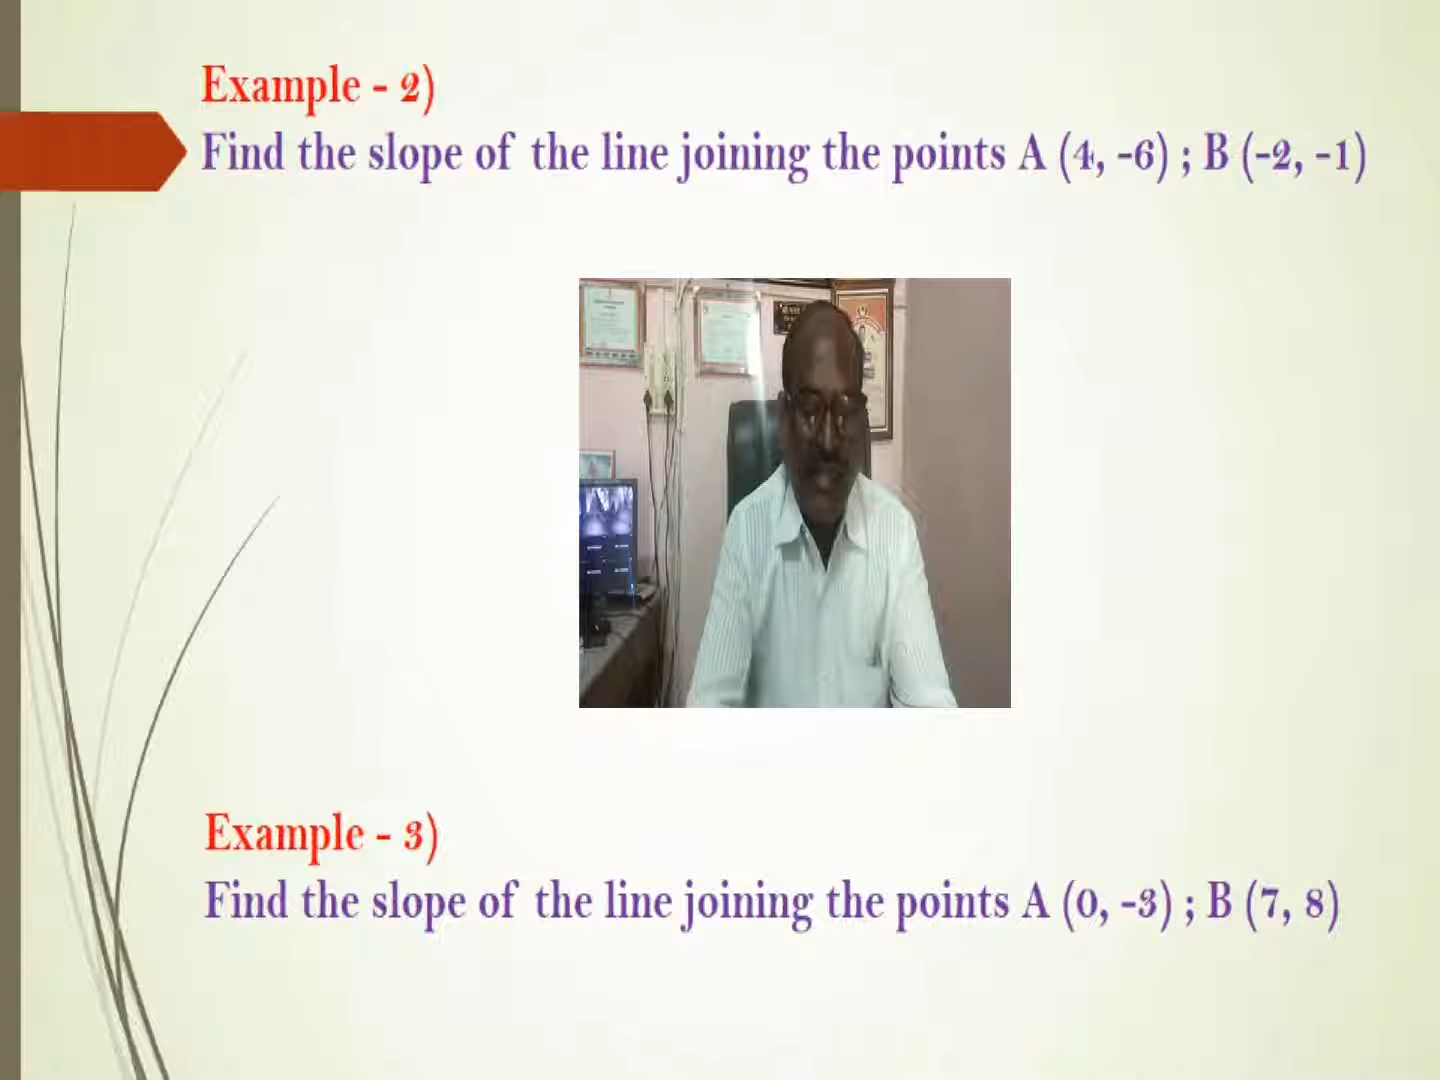 Example - 2)
Find the slope of the line joining the points A (4, -6) ; B (-2, -1)
Example - 3)
Find the slope of the line joining the points A (0, -3) ; B (7, 8)